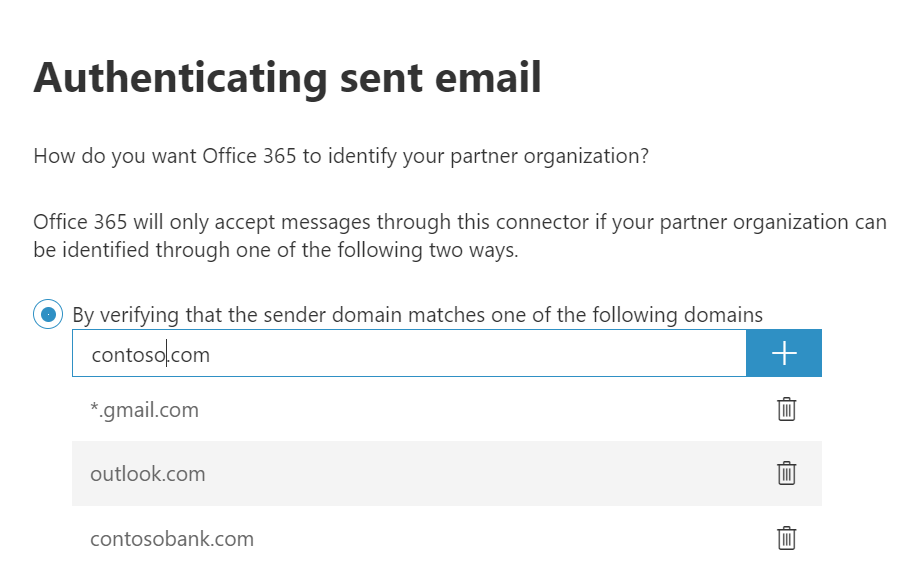 Authenticating sent email
How do you want Office 365 to identify your partner organization?
Office 365 will only accept messages through this connector if your partner organization can
be identified through one of the following two ways.
By verifying that the sender domain matches one of the following domains
contoso.com
*.gmail.com
outlook.com
contosobank.com